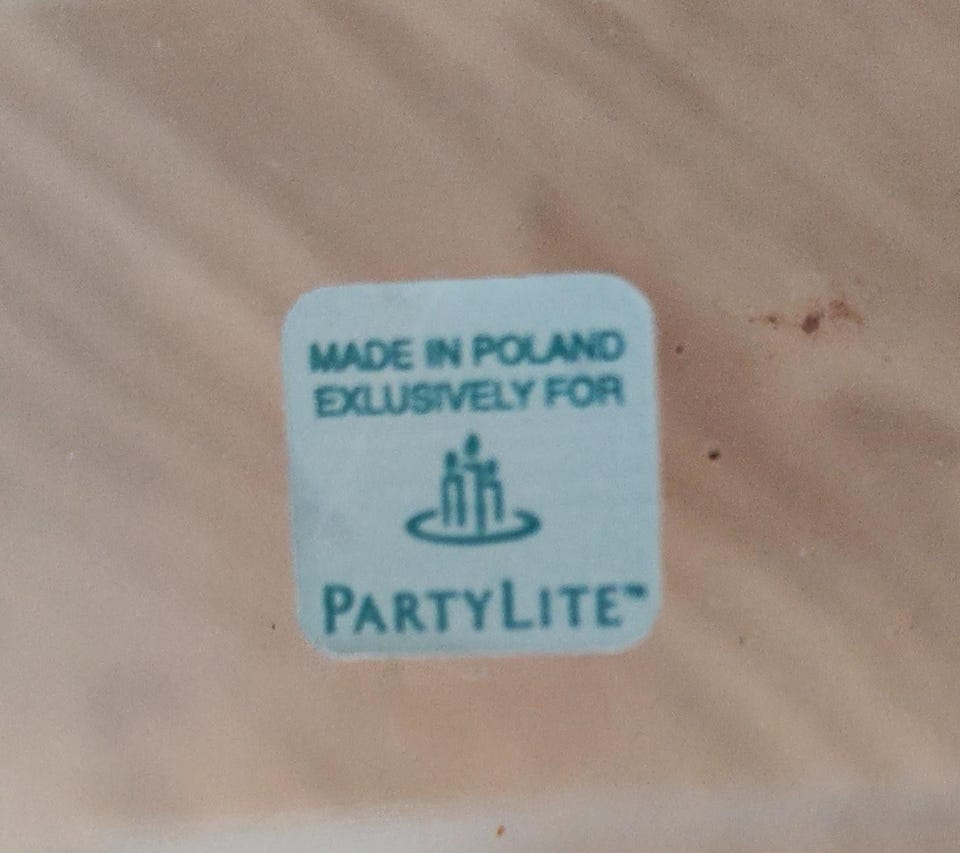 MADE IN POLAND
EXLUSIVELY FOR
PARTYLITE™